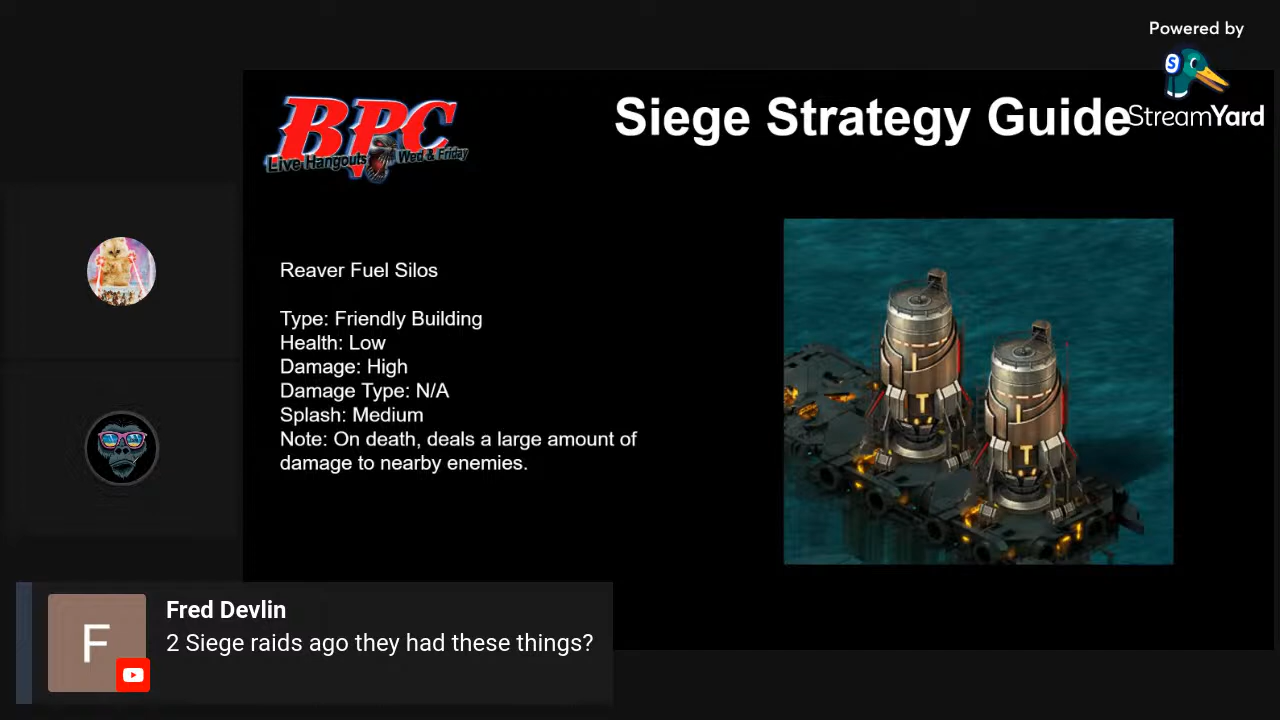 Powered by
StreamYard
S
BPC
Live Hangouts Wed & Friday
Siege Strategy Guide
Reaver Fuel Silos
Type: Friendly Building
Health: Low
Damage: High
Damage Type: N/A
Splash: Medium
Note: On death, deals a large amount of
damage to nearby enemies.
F
Fred Devlin
2 Siege raids ago they had these things?